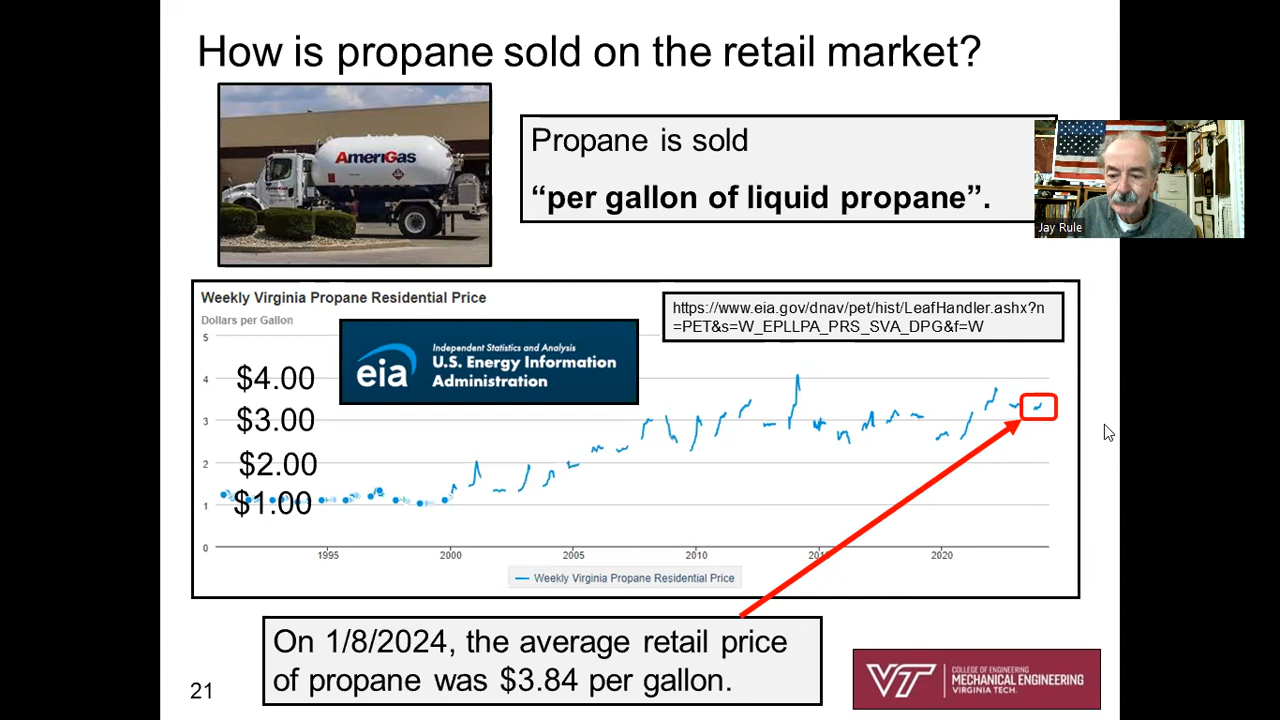 How is propane sold on the retail market?
AmeriGas
Propane is sold
“per gallon of liquid propane”.
Jay Rule
Weekly Virginia Propane Residential Price
Dollars per Gallon
https://www.eia.gov/dnav/pet/hist/LeafHandler.ashx?n
=PET&s=W_EPLLPA_PRS_SVA_DPG&f=W
eia
Independent Statistics and Analysis
U.S. Energy Information
Administration
5
4
$4.00
3
$3.00
2
$2.00
1
$1.00
0
1995
2000
2005
2010
2020
Weekly Virginia Propane Residential Price
On 1/8/2024, the average retail price
of propane was $3.84 per gallon.
21
VT
COLLEGE OF ENGINEERING
MECHANICAL ENGINEERING
VIRGINIA TECH.